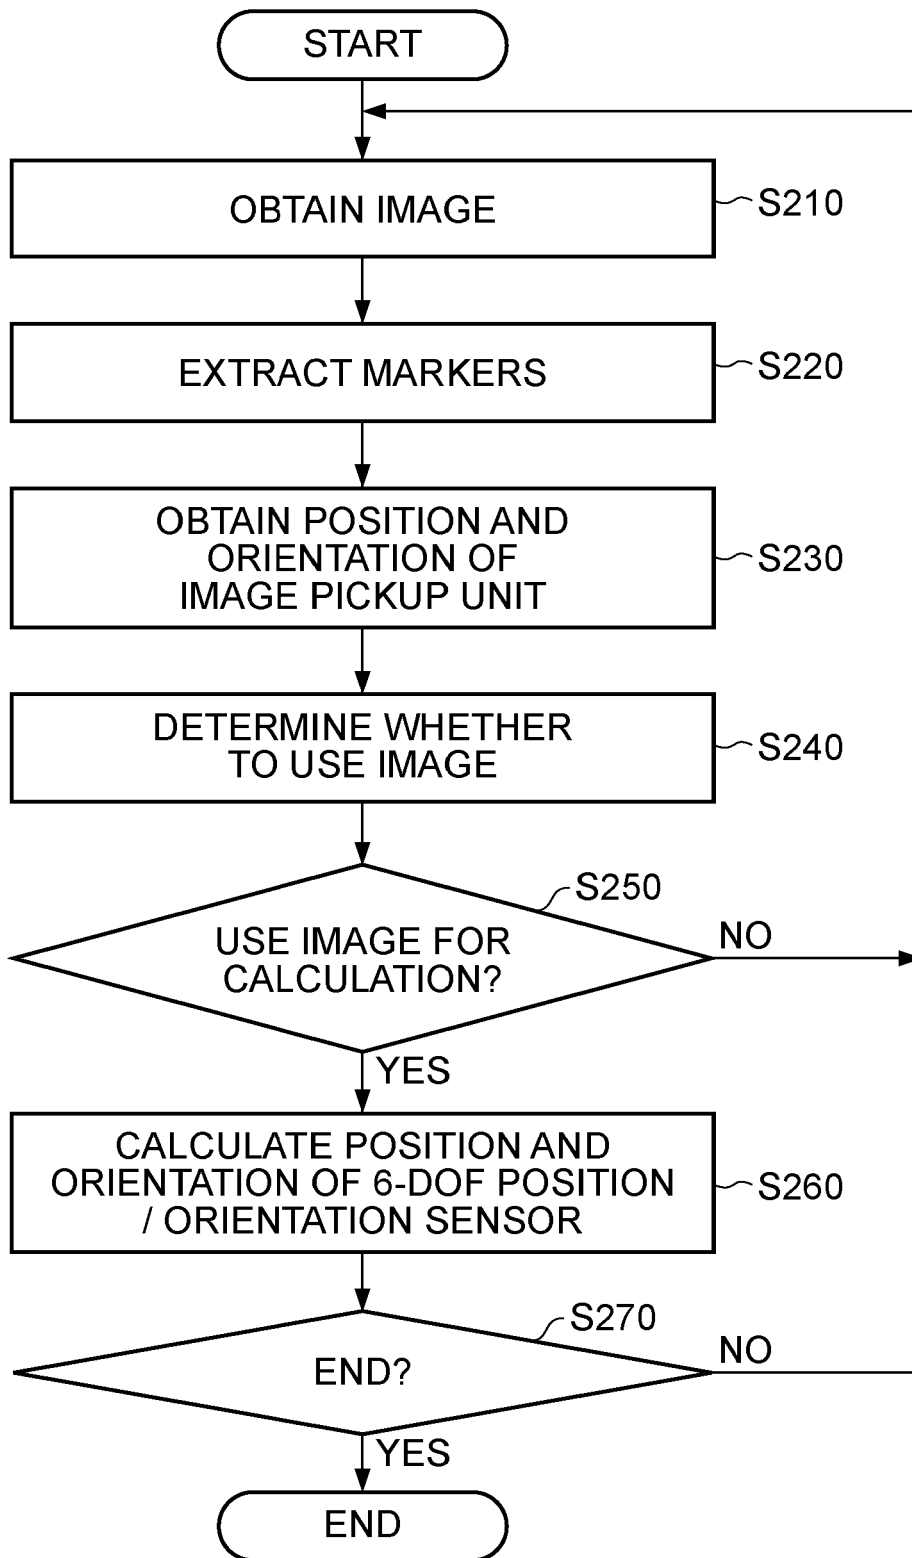 START
OBTAIN IMAGE
S210
EXTRACT MARKERS
S220
OBTAIN POSITION AND
ORIENTATION OF
IMAGE PICKUP UNIT
S230
DETERMINE WHETHER
TO USE IMAGE
S240
S250
USE IMAGE FOR
CALCULATION?
NO
YES
CALCULATE POSITION AND
ORIENTATION OF 6-DOF POSITION
/ ORIENTATION SENSOR
S260
S270
END?
NO
YES
END